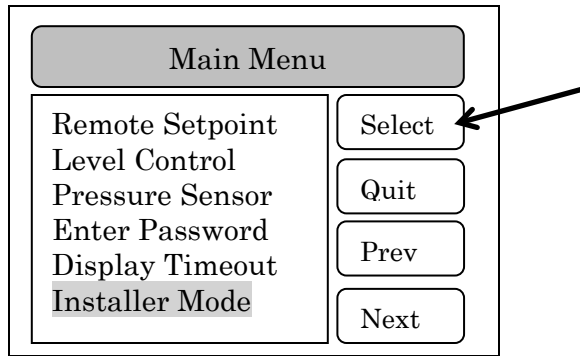 Main Menu
Remote Setpoint
Level Control
Pressure Sensor
Enter Password
Display Timeout
Installer Mode
Select
Quit
Prev
Next